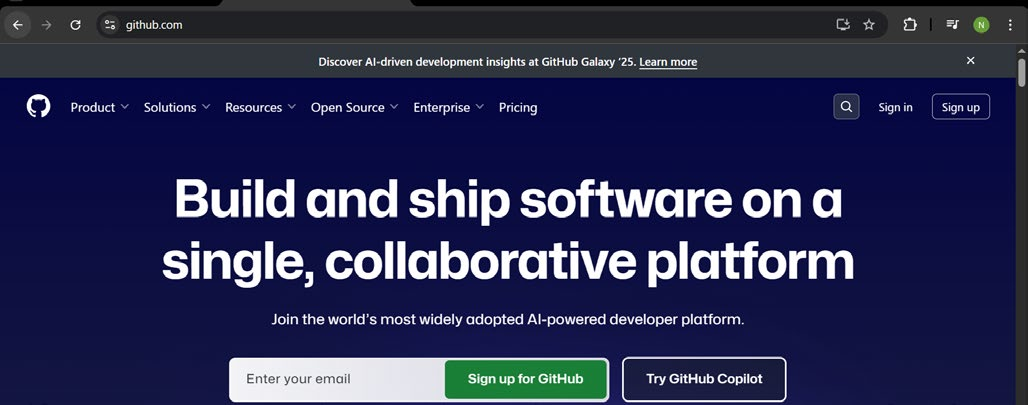 github.com
N
Discover AI-driven development insights at GitHub Galaxy '25. Learn more
Product Solutions Resources Open Source Enterprise Pricing Sign in Sign up
Build and ship software on a
single, collaborative platform
Join the world's most widely adopted AI-powered developer platform.
Enter your email Sign up for GitHub Try GitHub Copilot